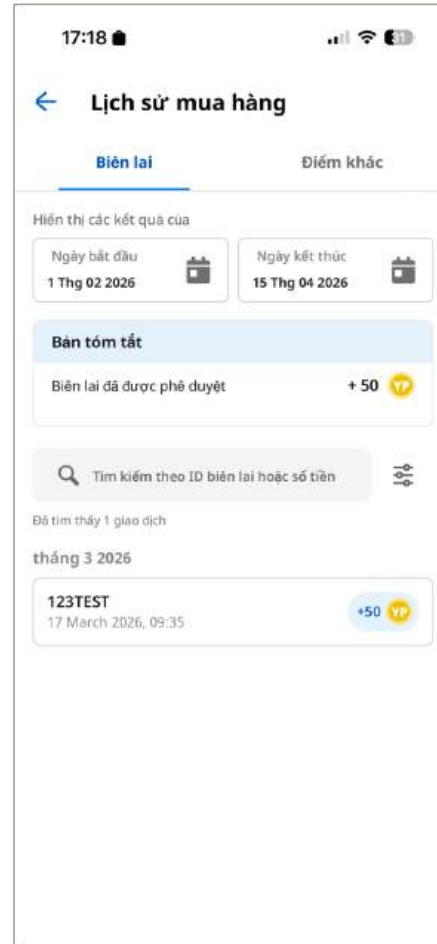 17:18
31
Lịch sử mua hàng
Biên lai
Điểm khác
Hiển thị các kết quả của
Ngày bắt đầu
1 Thg 02 2026
Ngày kết thúc
15 Thg 04 2026
Bản tóm tắt
Biên lai đã được phê duyệt
+ 50 YP
Tìm kiếm theo ID biên lai hoặc số tiền
Đã tìm thấy 1 giao dịch
tháng 3 2026
123TEST
+50 YP
17 March 2026, 09:35